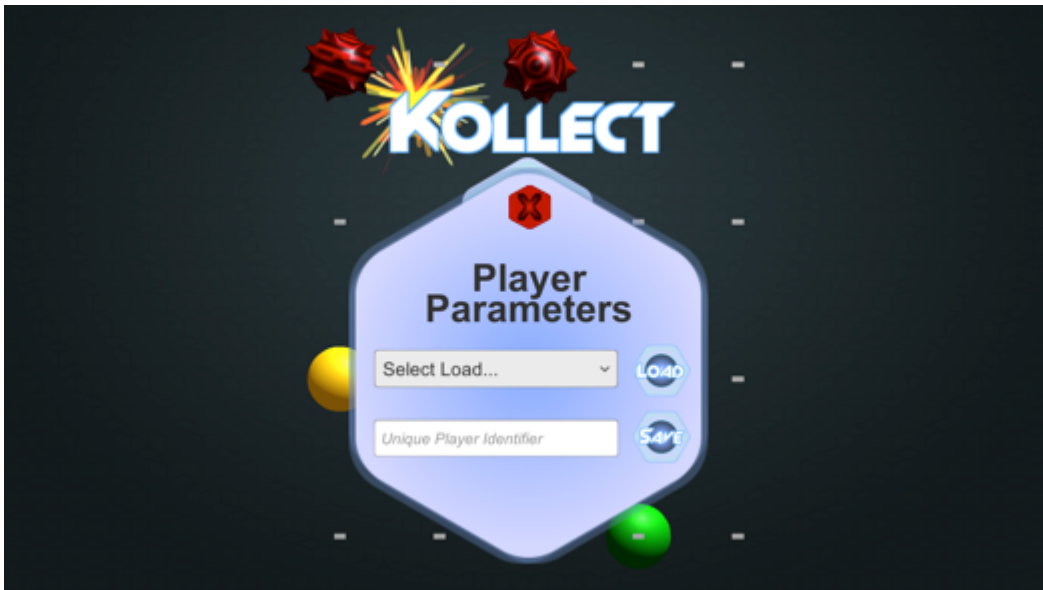 KOLLECT
X
Player
Parameters
Select Load...
LOAD
Unique Player Identifier
SAVE